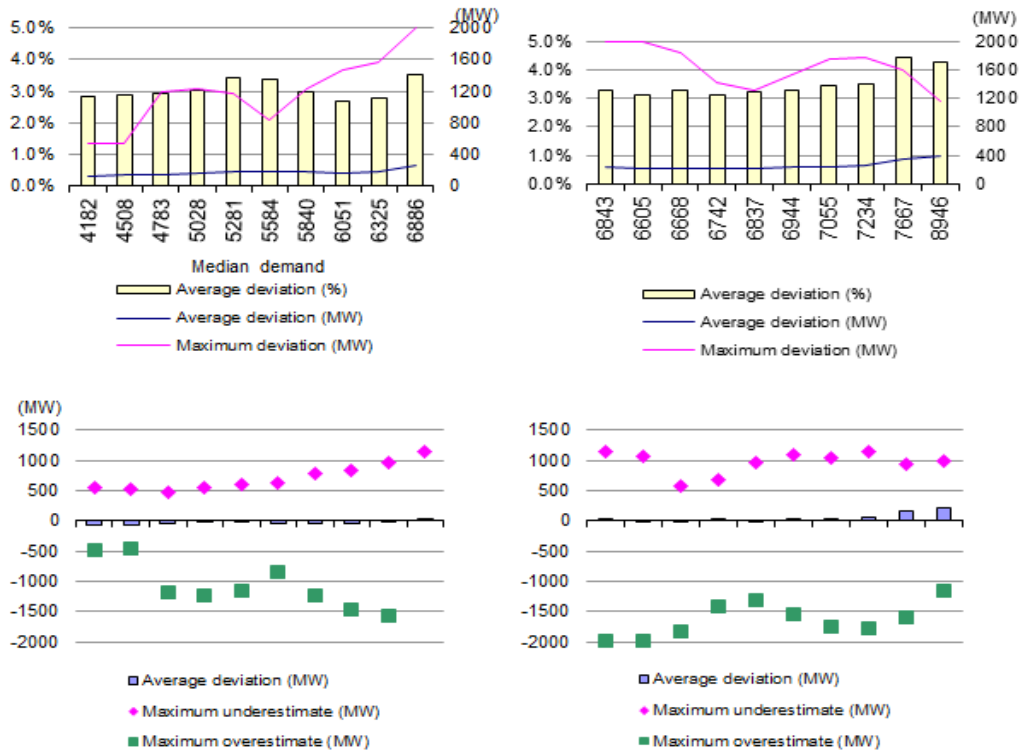 (MW)
5.0% 2000
4.0% 1600
3.0% 1200
2.0% 800
1.0% 400
0.0% 0
4182 4508 4783 5028 5281 5584 5840 6051 6325 6886
Median demand
Average deviation (%)
Average deviation (MW)
Maximum deviation (MW)
(MW)
5.0% 2000
4.0% 1600
3.0% 1200
2.0% 800
1.0% 400
0.0% 0
6843 6605 6668 6742 6837 6944 7055 7234 7667 8946
Average deviation (%)
Average deviation (MW)
Maximum deviation (MW)
(MW)
1500
1000
500
0
-500
-1000
-1500
-2000
Average deviation (MW)
Maximum underestimate (MW)
Maximum overestimate (MW)
1500
1000
500
0
-500
-1000
-1500
-2000
Average deviation (MW)
Maximum underestimate (MW)
Maximum overestimate (MW)